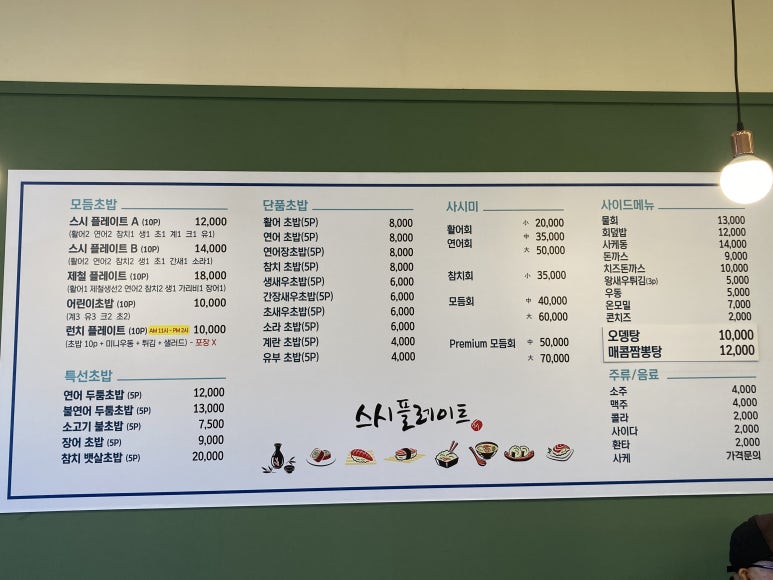 모듬초밥
스시 플레이트 A (10P) 12,000
(활어2 연어2 참치1 생1 초1 계1 크1 유1)
스시 플레이트 B (10P) 14,000
(활어2 연어2 참치2 생1 초1 간새1 소라1)
제철 플레이트 (10P) 18,000
(활어1 제철생선2 연어2 참치2 생1 가리비1 장어1)
어린이초밥 (10P) 10,000
(계3 유3 크2 초2)
런치 플레이트 (10P) AM 11시 - PM 2시 10,000
(초밥 10p + 미니우동 + 튀김 + 샐러드) - 포장 X
특선초밥
연어 두툼초밥 (5P) 12,000
불연어 두툼초밥 (5P) 13,000
소고기 불초밥 (5P) 7,500
장어 초밥 (5P) 9,000
참치 뱃살초밥 (5P) 20,000
단품초밥
활어 초밥(5P) 8,000
연어 초밥(5P) 8,000
연어장초밥(5P) 8,000
참치 초밥(5P) 8,000
생새우초밥(5P) 6,000
간장새우초밥(5P) 6,000
초새우초밥(5P) 6,000
소라 초밥(5P) 6,000
계란 초밥(5P) 4,000
유부 초밥(5P) 4,000
사시미
활어회 小 20,000
연어회 中 35,000
大 50,000
참치회 小 35,000
모듬회 中 40,000
大 60,000
Premium 모듬회 中 50,000
大 70,000
스시플레이트
사이드메뉴
물회 13,000
회덮밥 12,000
사케동 14,000
돈까스 9,000
치즈돈까스 10,000
왕새우튀김(3p) 5,000
우동 5,000
온모밀 7,000
콘치즈 2,000
오뎅탕 10,000
매콤짬뽕탕 12,000
주류/음료
소주 4,000
맥주 4,000
콜라 2,000
사이다 2,000
환타 2,000
사케 가격문의